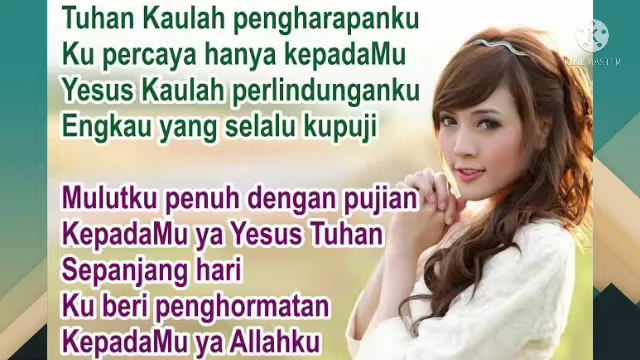 Tuhan Kaulah pengharapanku
Ku percaya hanya kepadaMu
Yesus Kaulah perlindunganku
Engkau yang selalu kupuji
Mulutku penuh dengan pujian
KepadaMu ya Yesus Tuhan
Sepanjang hari
Ku beri penghormatan
KepadaMu ya Allahku
KINEMASTER